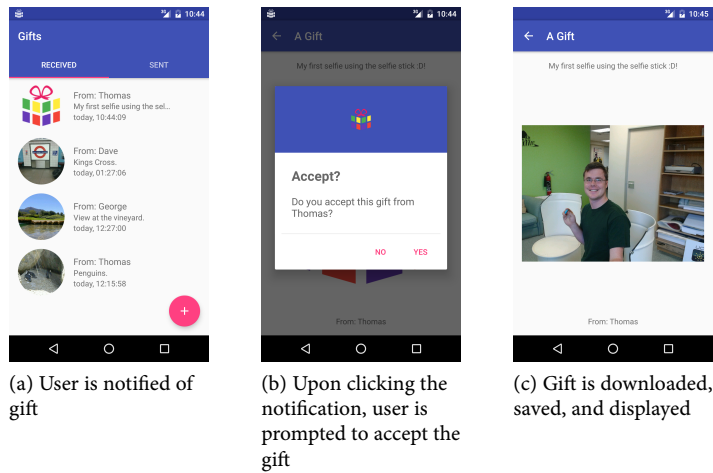 3G 10:44
Gifts
RECEIVED SENT
From: Thomas
My first selfie using the sel...
today, 10:44:09
From: Dave
Kings Cross.
today, 01:27:06
From: George
View at the vineyard.
today, 12:27:00
From: Thomas
Penguins.
today, 12:15:58
+
(a) User is notified of
gift
3G 10:44
A Gift
My first selfie using the selfie stick :D!
Accept?
Do you accept this gift from
Thomas?
NO YES
From: Thomas
(b) Upon clicking the
notification, user is
prompted to accept the
gift
3G 10:45
A Gift
My first selfie using the selfie stick :D!
From: Thomas
(c) Gift is downloaded,
saved, and displayed